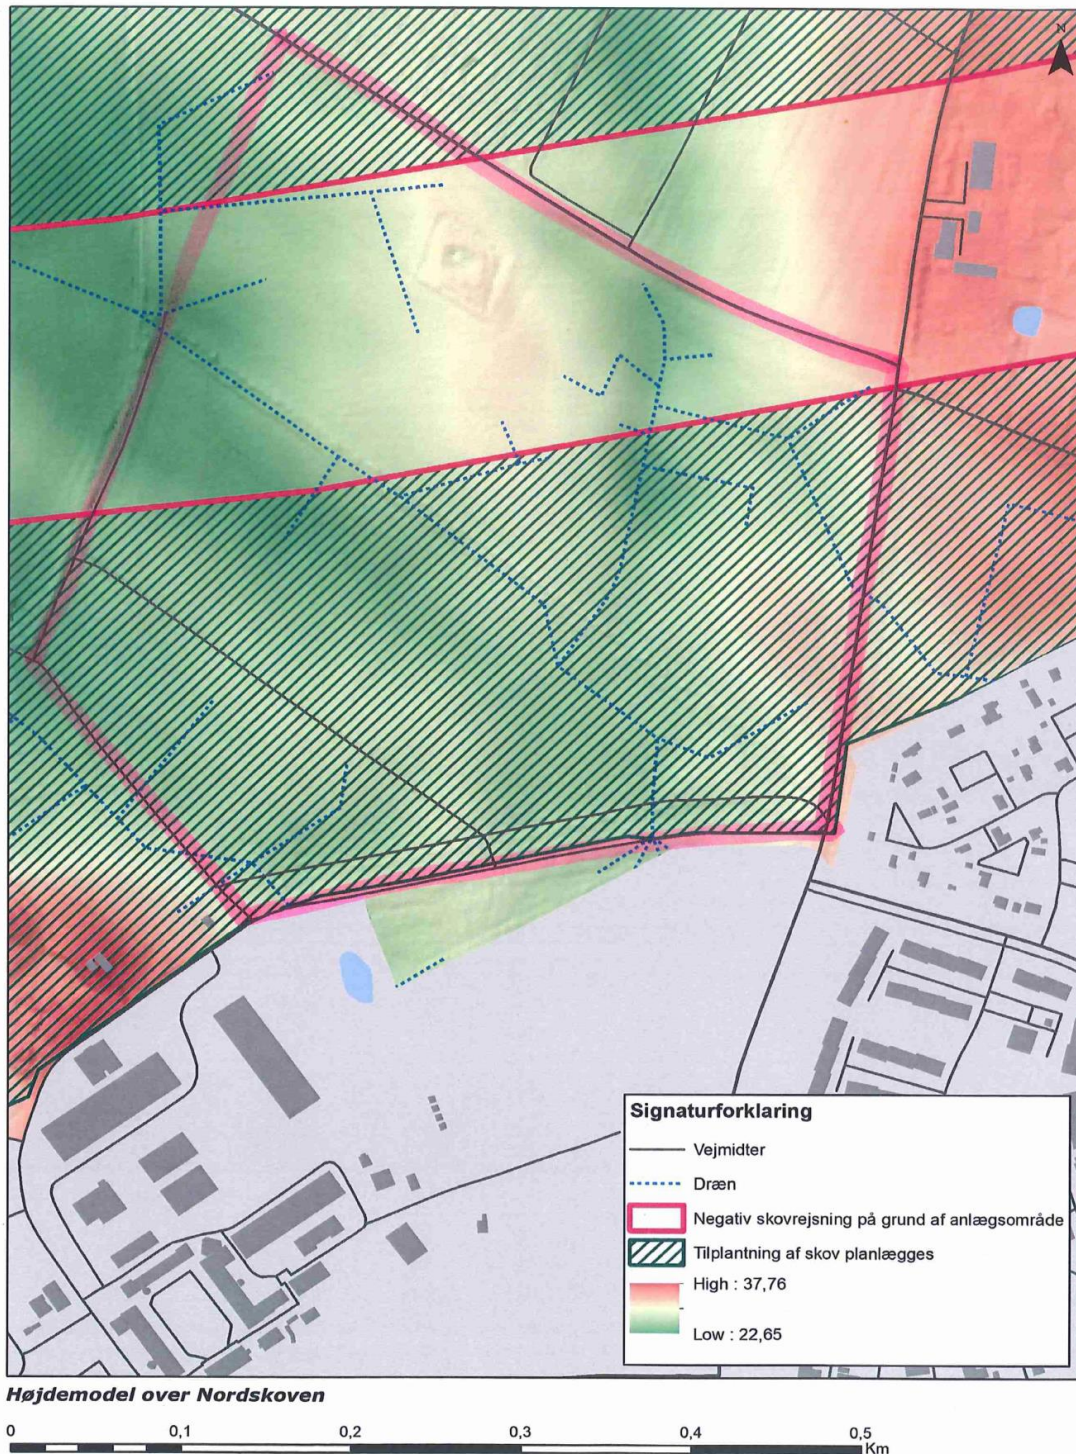 N
Signaturforklaring
Vejmidter
Dræn
Negativ skovrejsning på grund af anlægsområde
Tilplantning af skov planlægges
High : 37,76
Low : 22,65
Højdemodel over Nordskoven
0 0,1 0,2 0,3 0,4 0,5
Km